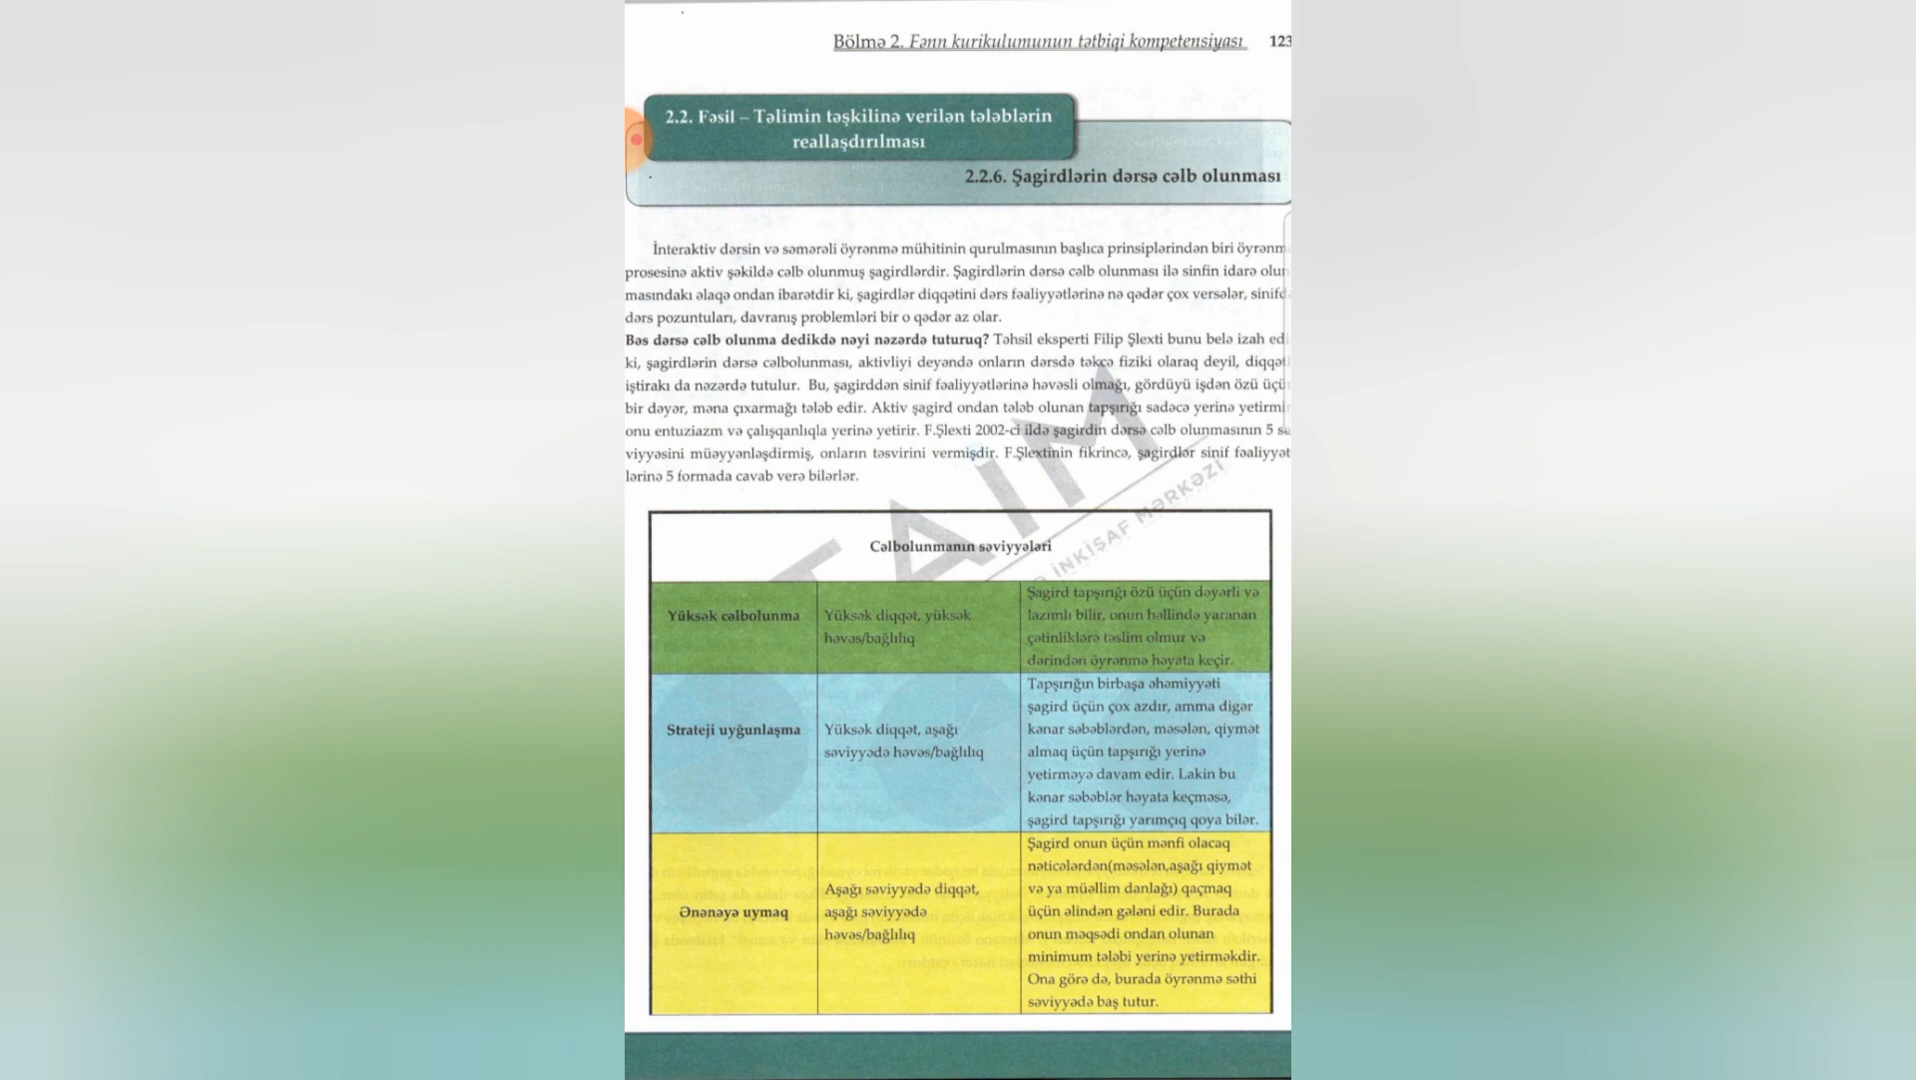 Bölmə 2. Fənn kurikulumunun tətbiqi kompetensiyası 123
2.2. Fəsil – Təlimin təşkilinə verilən tələblərin
reallaşdırılması
2.2.6. Şagirdlərin dərsə cəlb olunması
İnteraktiv dərsin və səmərəli öyrənmə mühitinin qurulmasının başlıca prinsiplərindən biri öyrənm
prosesinə aktiv şəkildə cəlb olunmuş şagirdlərdir. Şagirdlərin dərsə cəlb olunması ilə sinfin idarə olun
masındakı əlaqə ondan ibarətdir ki, şagirdlər diqqətini dərs fəaliyyətlərinə nə qədər çox versələr, sinifd
dərs pozuntuları, davranış problemləri bir o qədər az olar.
Bəs dərsə cəlb olunma dedikdə nəyi nəzərdə tuturuq? Təhsil eksperti Filip Şlexti bunu belə izah edi
ki, şagirdlərin dərsə cəlbolunması, aktivliyi deyəndə onların dərsdə təkcə fiziki olaraq deyil, diqqətl
iştirakı da nəzərdə tutulur. Bu, şagirddən sinif fəaliyyətlərinə həvəsli olmağı, gördüyü işdən özü üçü
bir dəyər, məna çıxarmağı tələb edir. Aktiv şagird ondan tələb olunan tapşırığı sadəcə yerinə yetirmir
onu entuziazm və çalışqanlıqla yerinə yetirir. F.Şlexti 2002-ci ildə şagirdin dərsə cəlb olunmasının 5 sə
viyyəsini müəyyənləşdirmiş, onların təsvirini vermişdir. F.Şlextinin fikrincə, şagirdlər sinif fəaliyyət
lərinə 5 formada cavab verə bilərlər.
TAIM
İNKİŞAF MƏRKƏZİ
Cəlbolunmanın səviyyələri
Yüksək cəlbolunma
Yüksək diqqət, yüksək
həvəs/bağlılıq
Şagird tapşırığı özü üçün dəyərli və
lazımlı bilir, onun həllində yaranan
çətinliklərə təslim olmur və
dərindən öyrənmə həyata keçir.
Strateji uyğunlaşma
Yüksək diqqət, aşağı
səviyyədə həvəs/bağlılıq
Tapşırığın birbaşa əhəmiyyəti
şagird üçün çox azdır, amma digər
kənar səbəblərdən, məsələn, qiymət
almaq üçün tapşırığı yerinə
yetirməyə davam edir. Lakin bu
kənar səbəblər həyata keçməsə,
şagird tapşırığı yarımçıq qoya bilər.
Ənənəyə uymaq
Aşağı səviyyədə diqqət,
aşağı səviyyədə
həvəs/bağlılıq
Şagird onun üçün mənfi olacaq
nəticələrdən(məsələn,aşağı qiymət
və ya müəllim danlağı) qaçmaq
üçün əlindən gələni edir. Burada
onun məqsədi ondan olunan
minimum tələbi yerinə yetirməkdir.
Ona görə də, burada öyrənmə səthi
səviyyədə baş tutur.